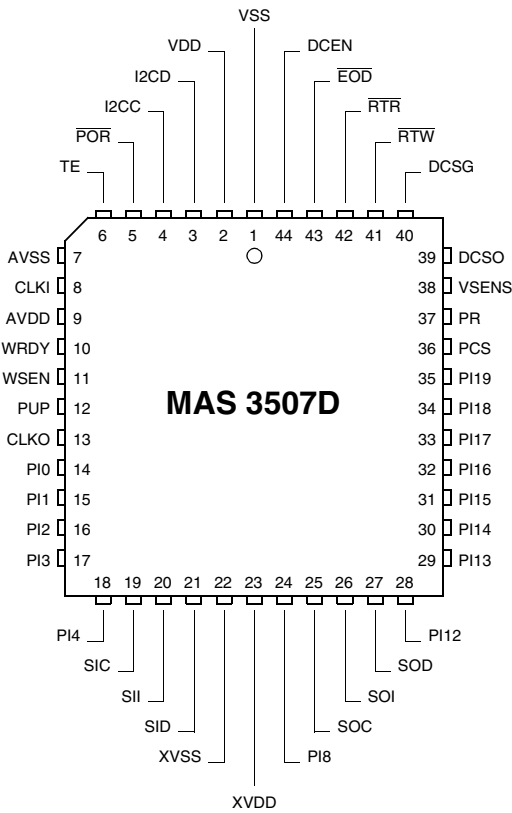 VSS
VDD DCEN
I2CD EOD
I2CC RTR
POR RTW
TE DCSG
6 5 4 3 2 1 44 43 42 41 40
AVSS 7 39 DCSO
CLKI 8 38 VSENS
AVDD 9 37 PR
WRDY 10 36 PCS
WSEN 11 35 PI19
PUP 12 MAS 3507D 34 PI18
CLKO 13 33 PI17
PI0 14 32 PI16
PI1 15 31 PI15
PI2 16 30 PI14
PI3 17 29 PI13
18 19 20 21 22 23 24 25 26 27 28
PI4 PI12
SIC SOD
SII SOI
SID SOC
XVSS PI8
XVDD